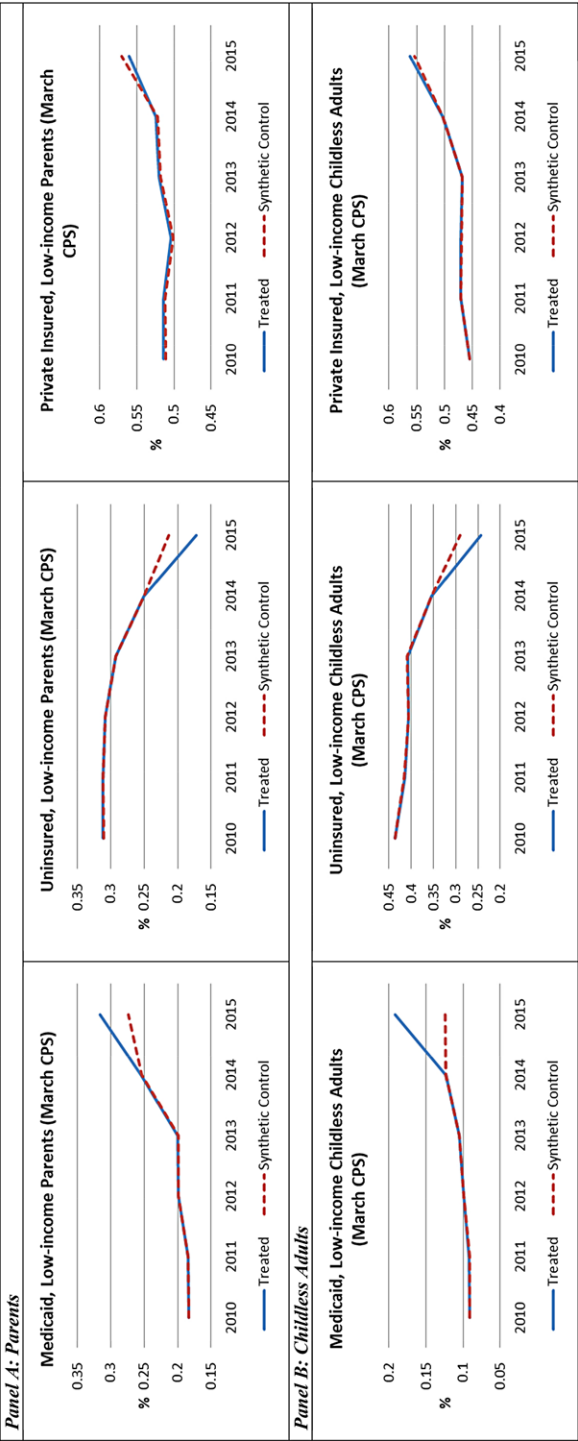 Panel A: Parents
Medicaid, Low-income Parents (March CPS)
0.35
0.3
0.25
0.2
0.15
%
2010 2011 2012 2013 2014 2015
Treated Synthetic Control
Uninsured, Low-income Parents (March CPS)
0.35
0.3
0.25
0.2
0.15
%
2010 2011 2012 2013 2014 2015
Treated Synthetic Control
Private Insured, Low-income Parents (March
CPS)
0.6
0.55
0.5
0.45
%
2010 2011 2012 2013 2014 2015
Treated Synthetic Control
Panel B: Childless Adults
Medicaid, Low-income Childless Adults
(March CPS)
0.2
0.15
0.1
0.05
%
2010 2011 2012 2013 2014 2015
Treated Synthetic Control
Uninsured, Low-income Childless Adults
(March CPS)
0.45
0.4
0.35
0.3
0.25
0.2
%
2010 2011 2012 2013 2014 2015
Treated Synthetic Control
Private Insured, Low-income Childless Adults
(March CPS)
0.6
0.55
0.5
0.45
0.4
%
2010 2011 2012 2013 2014 2015
Treated Synthetic Control